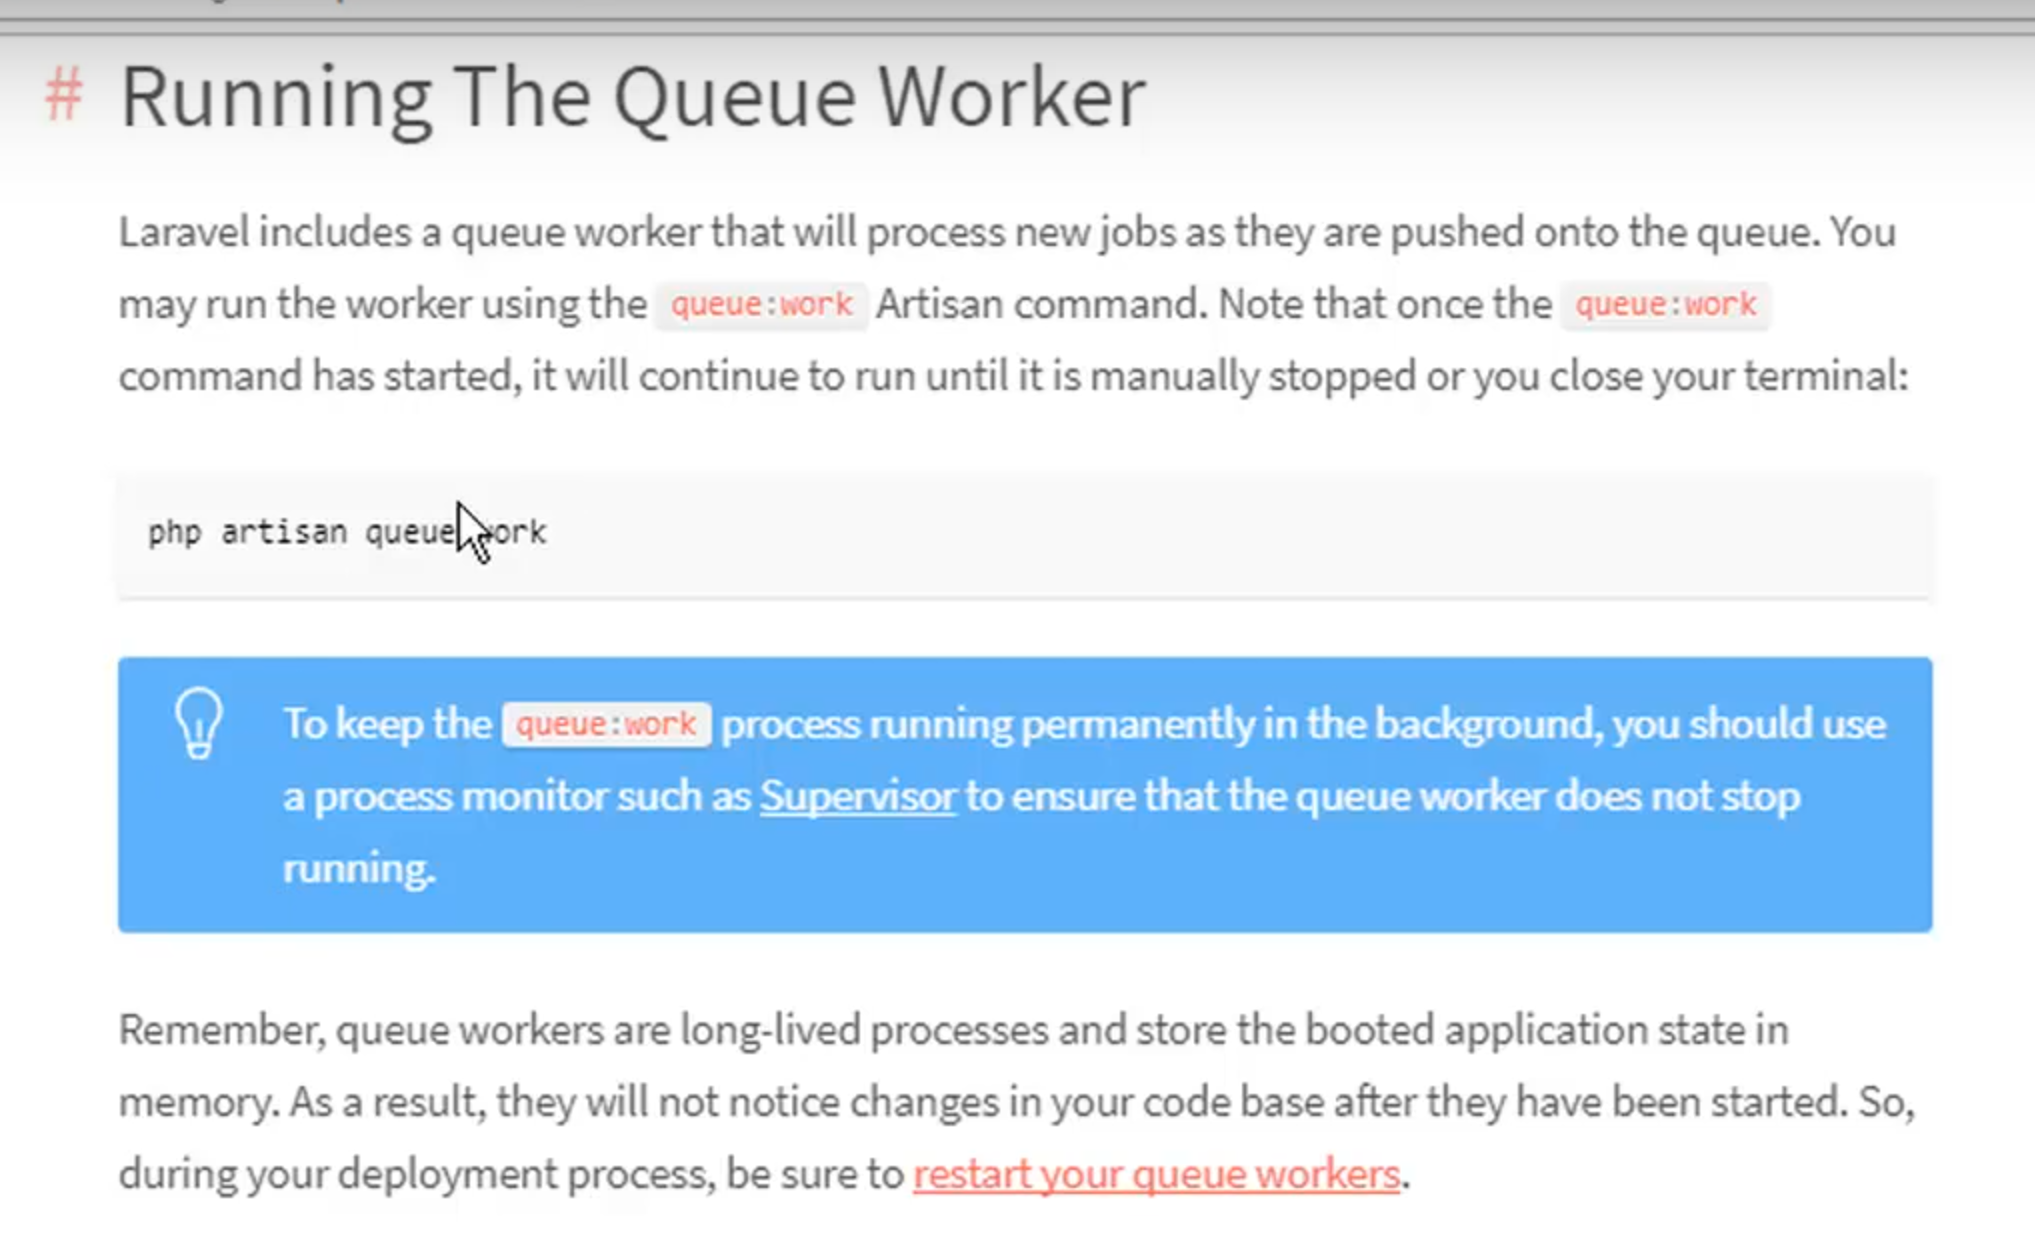 # Running The Queue Worker
Laravel includes a queue worker that will process new jobs as they are pushed onto the queue. You
may run the worker using the queue:work Artisan command. Note that once the queue:work
command has started, it will continue to run until it is manually stopped or you close your terminal:
php artisan queue ork
To keep the queue:work process running permanently in the background, you should use
a process monitor such as Supervisor to ensure that the queue worker does not stop
running.
Remember, queue workers are long-lived processes and store the booted application state in
memory. As a result, they will not notice changes in your code base after they have been started. So,
during your deployment process, be sure to restart your queue workers.